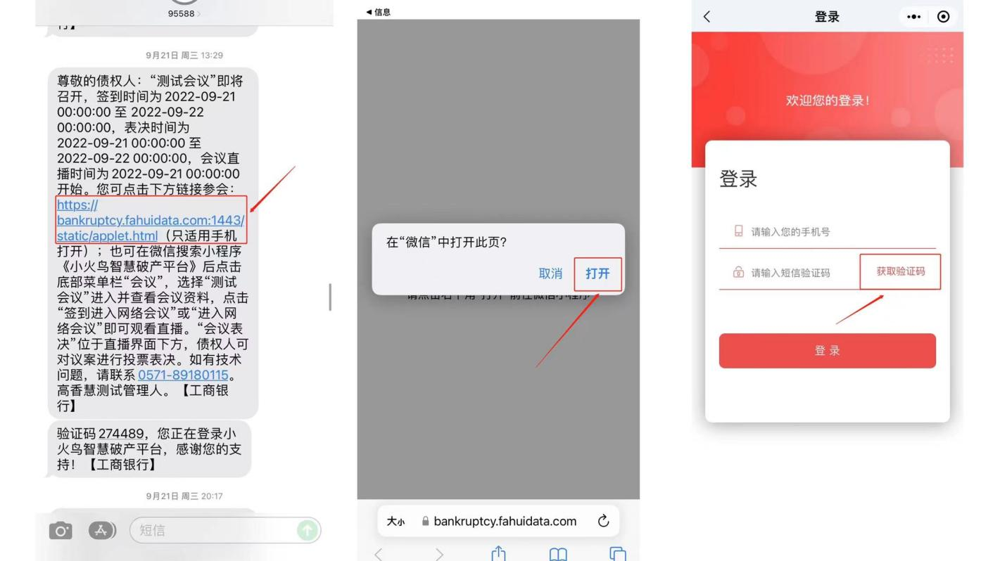 95588
行】
9月21日 周三 13:29
尊敬的债权人：“测试会议”即将
召开，签到时间为 2022-09-21
00:00:00 至 2022-09-22
00:00:00，表决时间为
2022-09-21 00:00:00 至
2022-09-22 00:00:00，会议直
播时间为 2022-09-21 00:00:00
开始。您可点击下方链接参会：
https://
bankruptcy.fahuidata.com:1443/
static/applet.html（只适用手机
打开）；也可在微信搜索小程序
《小火鸟智慧破产平台》后点击
底部菜单栏“会议”，选择“测试
会议”进入并查看会议资料，点击
“签到进入网络会议”或“进入网
络会议”即可观看直播。“会议表
决”位于直播界面下方，债权人可
对议案进行投票表决。如有技术
问题，请联系 0571-89180115。
高香慧测试管理人。【工商银
行】
验证码 274489，您正在登录小
火鸟智慧破产平台，感谢您的支
持！【工商银行】
9月21日 周三 20:17
短信
信息
在“微信”中打开此页？
取消
打开
请点击右下角“打开”前往微信小程序
大小
bankruptcy.fahuidata.com
登录
欢迎您的登录！
登录
请输入您的手机号
请输入短信验证码
获取验证码
登 录